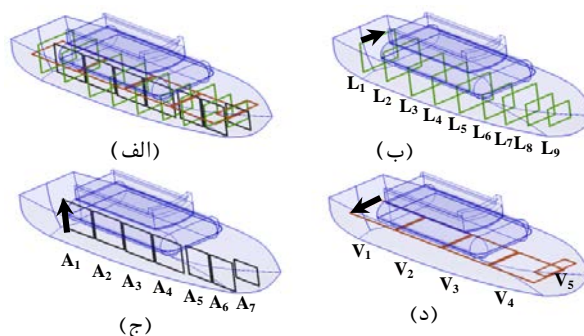 L₁ L₂ L₃ L₄ L₅ L₆ L₇ L₈ L₉
(الف)
(ب)
A₁ A₂ A₃ A₄ A₅ A₆ A₇
V₁ V₂ V₃ V₄ V₅
(ج)
(د)